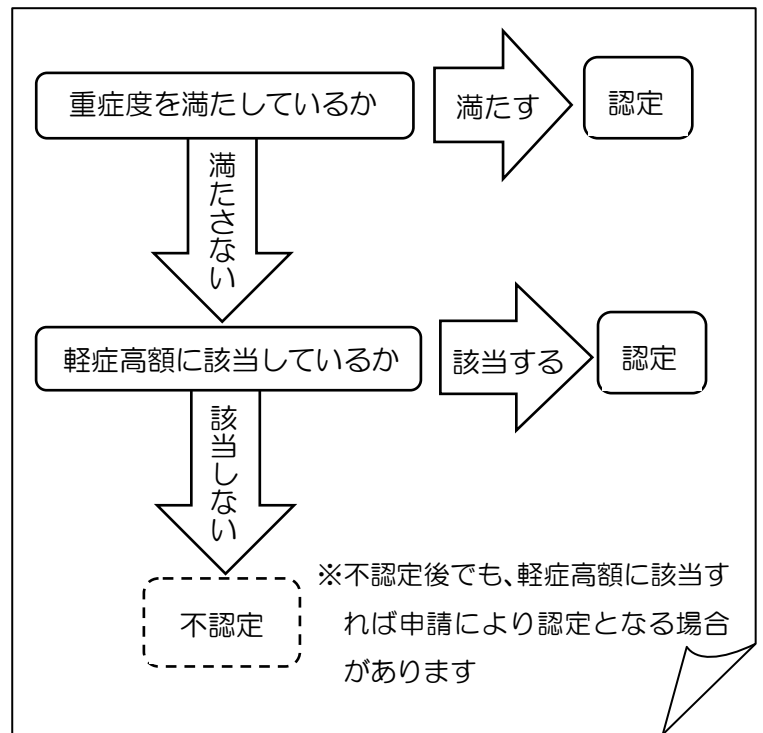 重症度を満たしているか
満たす
認定
満たさない
軽症高額に該当しているか
該当する
認定
該当しない
不認定
※不認定後でも、軽症高額に該当す
れば申請により認定となる場合
があります